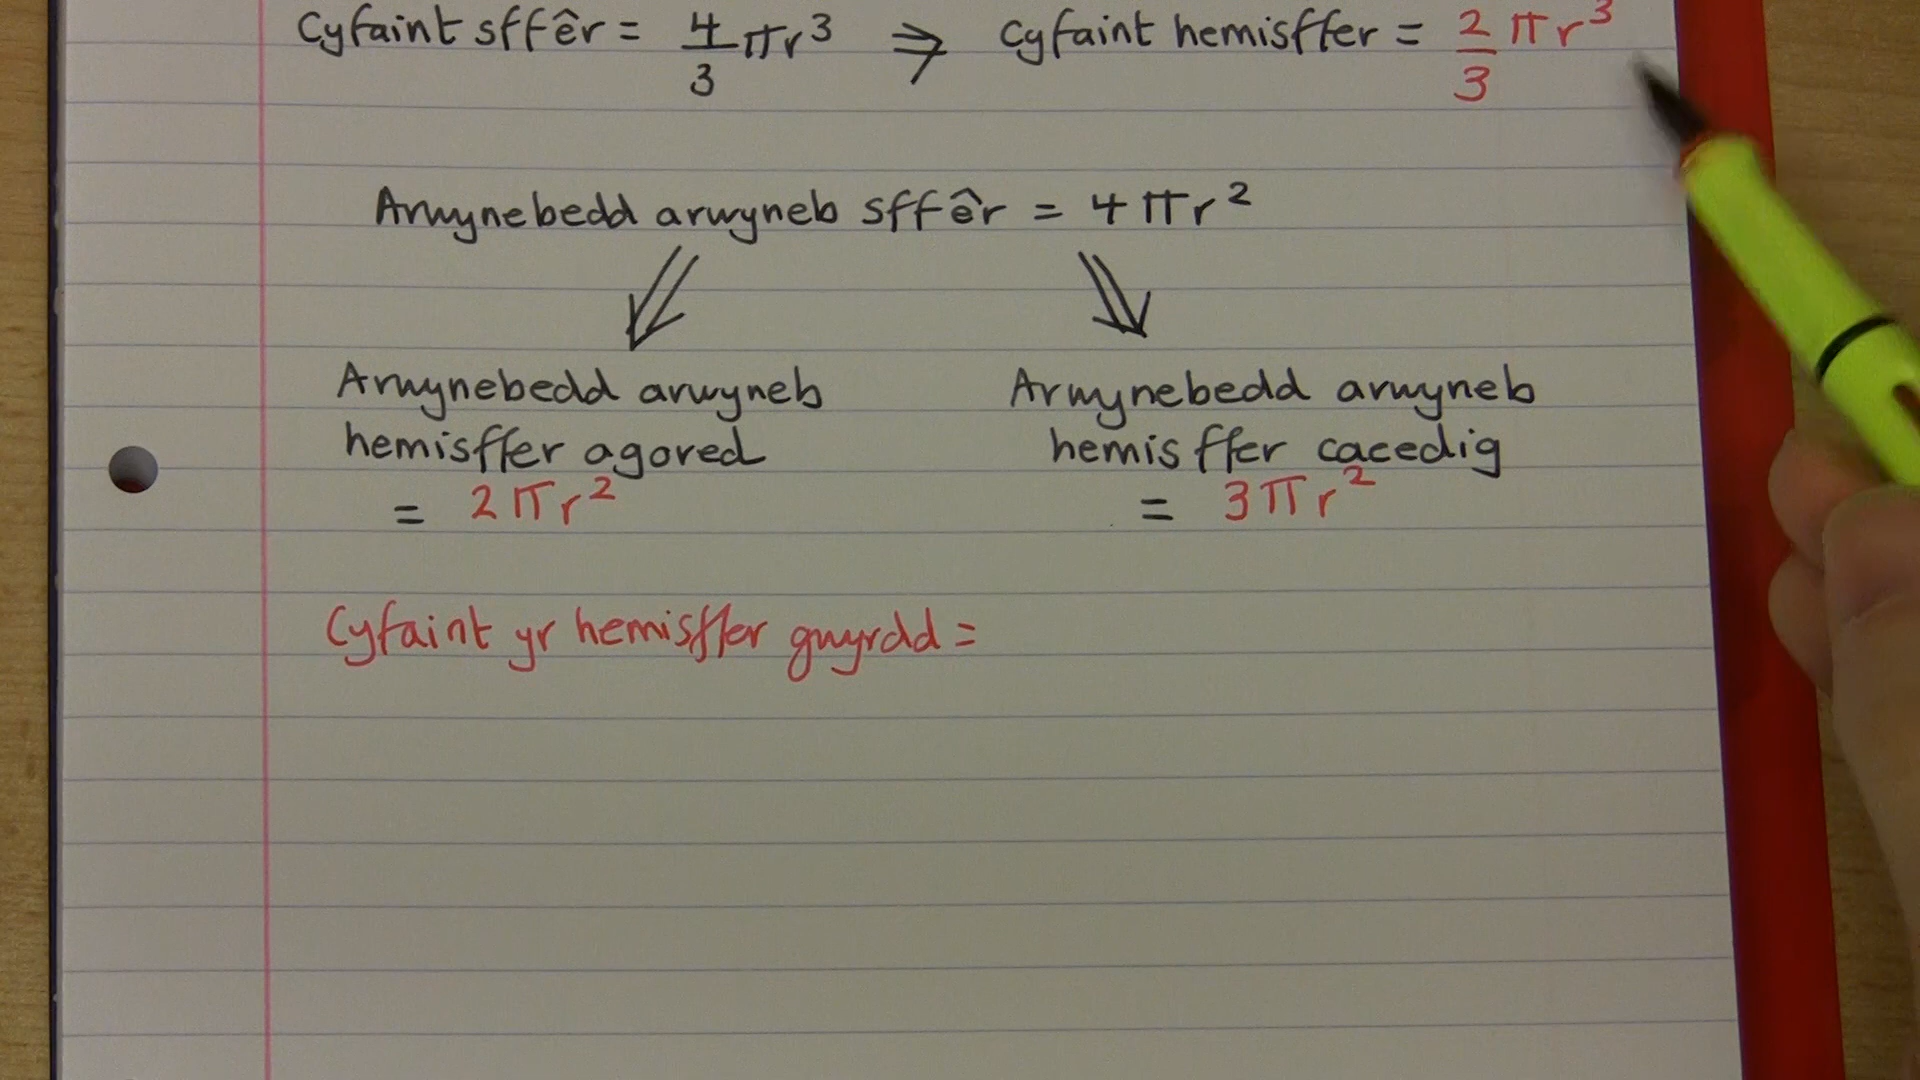 Cyfaint sffêr = 4/3 πr³ ⇒ Cyfaint hemisffer = 2/3 πr³
Arwynebedd arwyneb sffêr = 4πr²
Arwynebedd arwyneb
hemisffer agored
= 2πr²
Arwynebedd arwyneb
hemisffer caeedig
= 3πr²
Cyfaint yr hemisffer gwyrdd =